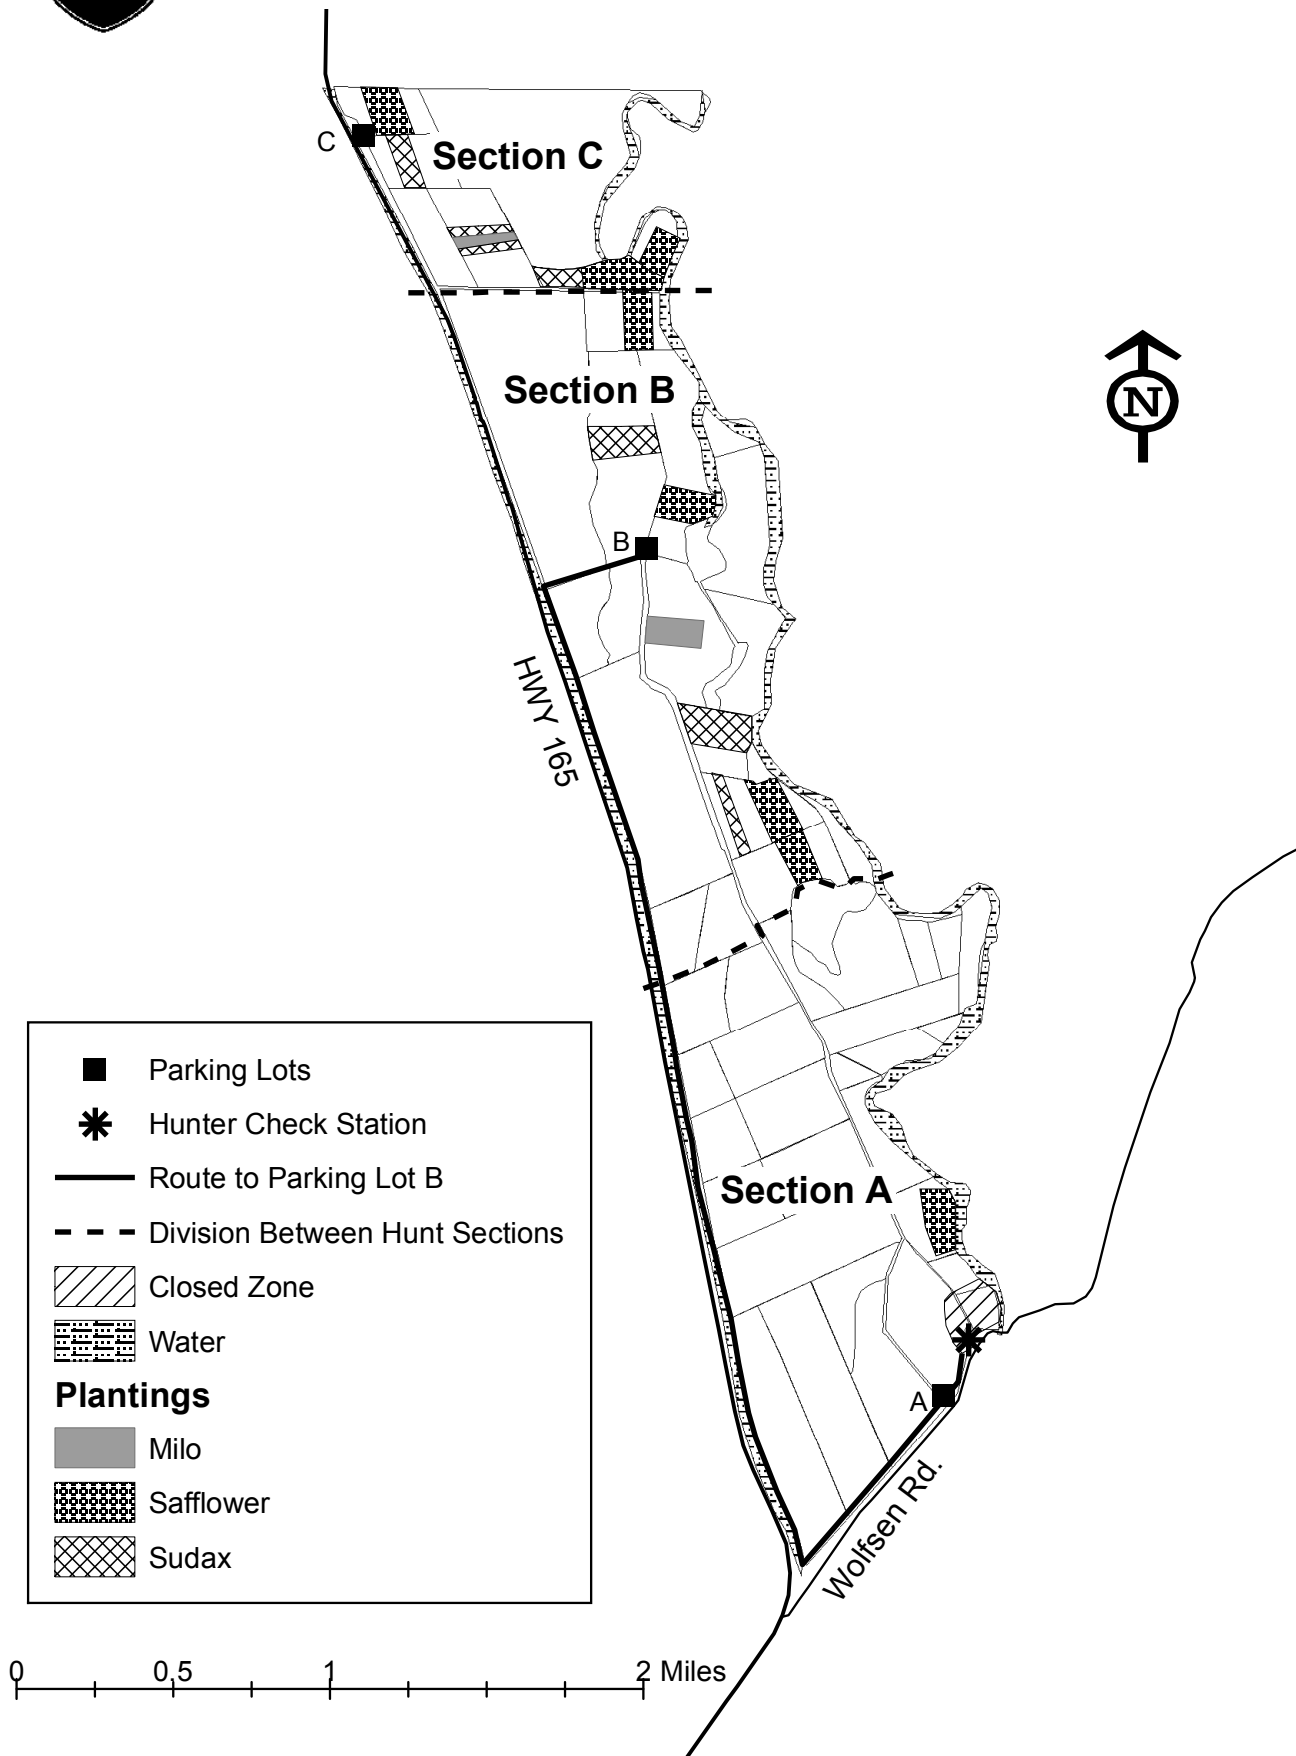 C
Section C
Section B
N
B
HWY 165
Parking Lots
Hunter Check Station
Route to Parking Lot B
Division Between Hunt Sections
Closed Zone
Water
Plantings
Milo
Safflower
Sudax
Section A
A
Wolfsen Rd.
0 0.5 1 2 Miles